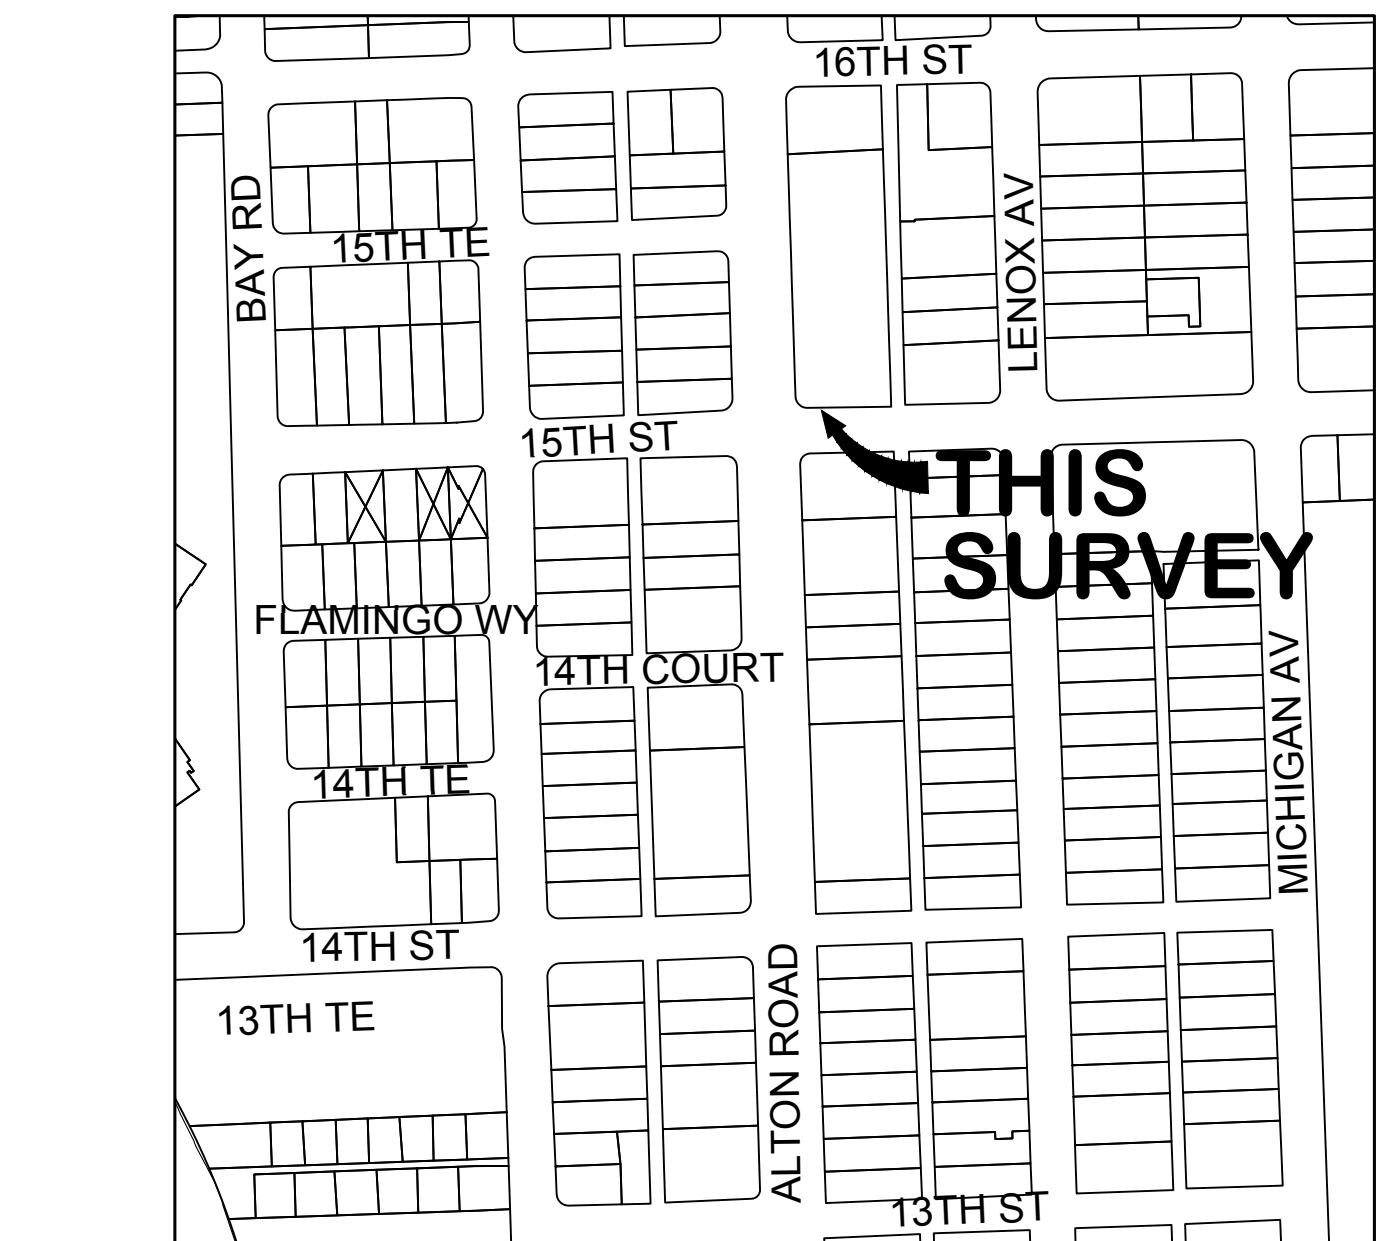 16TH ST
BAY RD
15TH TE
LENOX AV
15TH ST
THIS
SURVEY
FLAMINGO WY
14TH COURT
MICHIGAN AV
14TH TE
14TH ST
13TH TE
ALTON ROAD
13TH ST